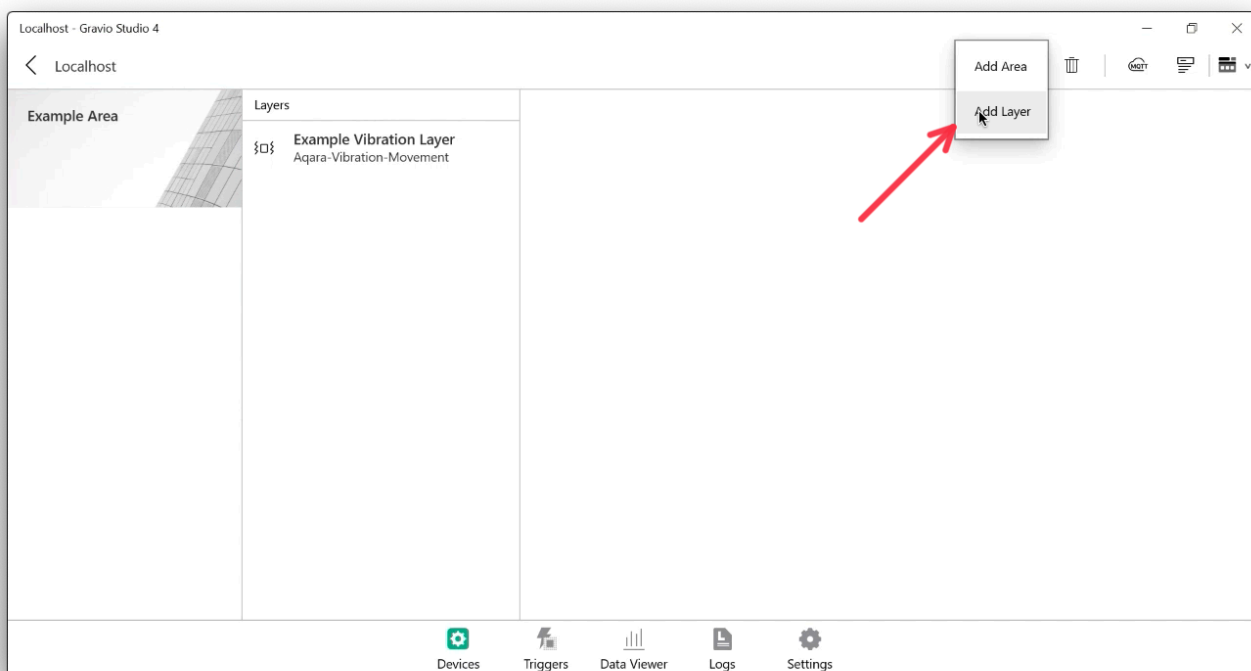 Localhost - Gravio Studio 4
Localhost
Add Area
MQTT
Add Layer
Example Area
Layers
Example Vibration Layer
Aqara-Vibration-Movement
Devices
Triggers
Data Viewer
Logs
Settings